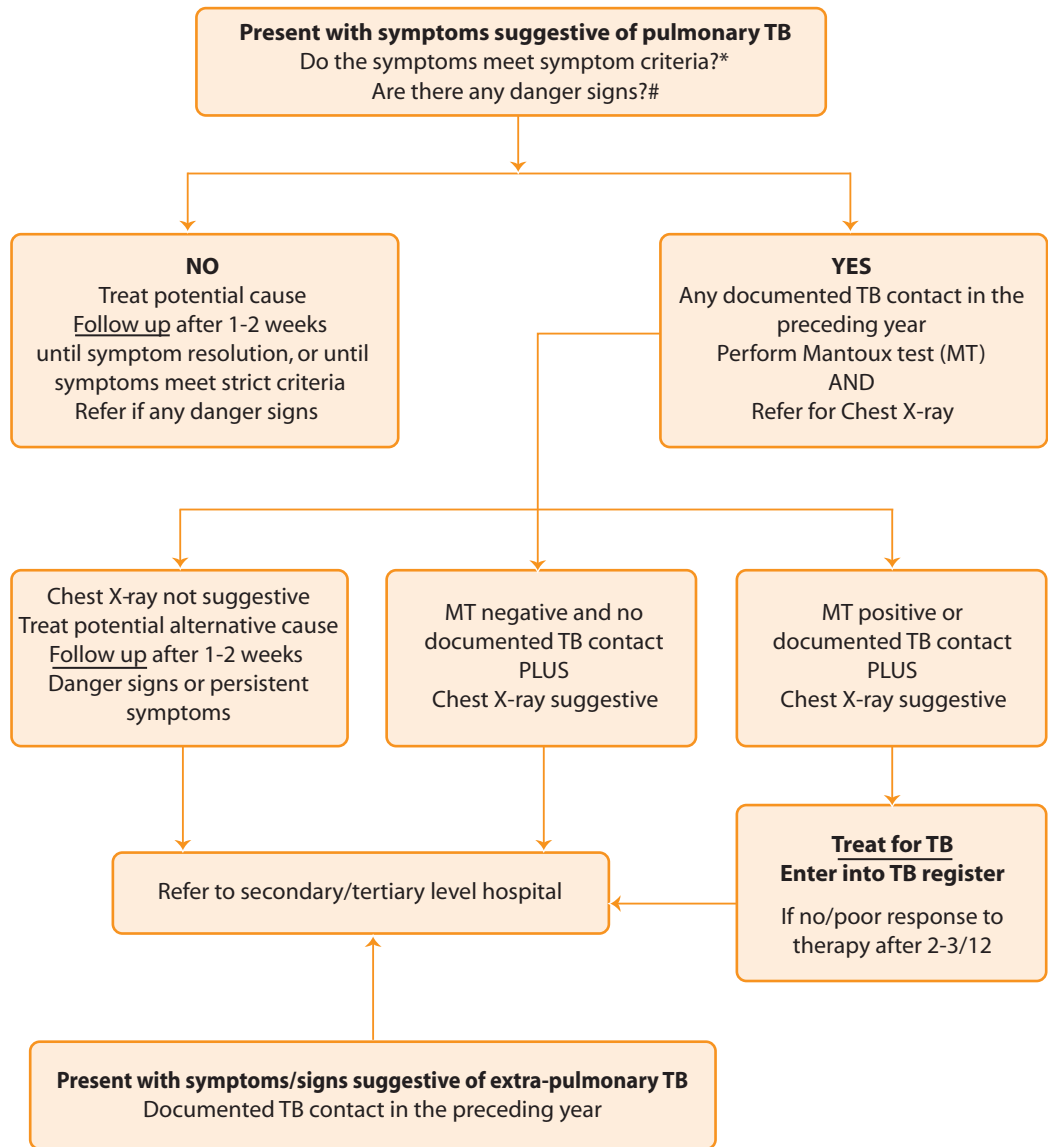 Present with symptoms suggestive of pulmonary TB
Do the symptoms meet symptom criteria?*
Are there any danger signs?#
NO
Treat potential cause
Follow up after 1-2 weeks
until symptom resolution, or until
symptoms meet strict criteria
Refer if any danger signs
YES
Any documented TB contact in the
preceding year
Perform Mantoux test (MT)
AND
Refer for Chest X-ray
Chest X-ray not suggestive
Treat potential alternative cause
Follow up after 1-2 weeks
Danger signs or persistent
symptoms
MT negative and no
documented TB contact
PLUS
Chest X-ray suggestive
MT positive or
documented TB contact
PLUS
Chest X-ray suggestive
Refer to secondary/tertiary level hospital
Treat for TB
Enter into TB register
If no/poor response to
therapy after 2-3/12
Present with symptoms/signs suggestive of extra-pulmonary TB
Documented TB contact in the preceding year